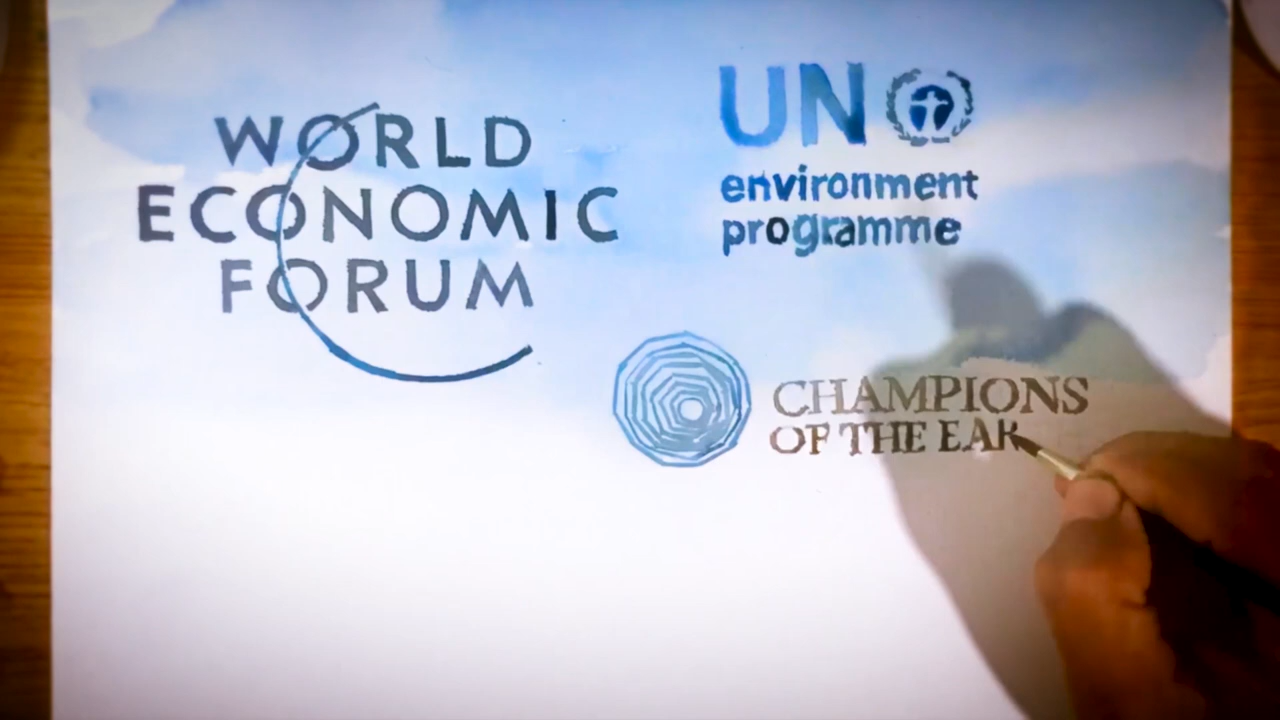 WORLD
ECONOMIC
FORUM
UN
environment
programme
CHAMPIONS
OF THE EAR